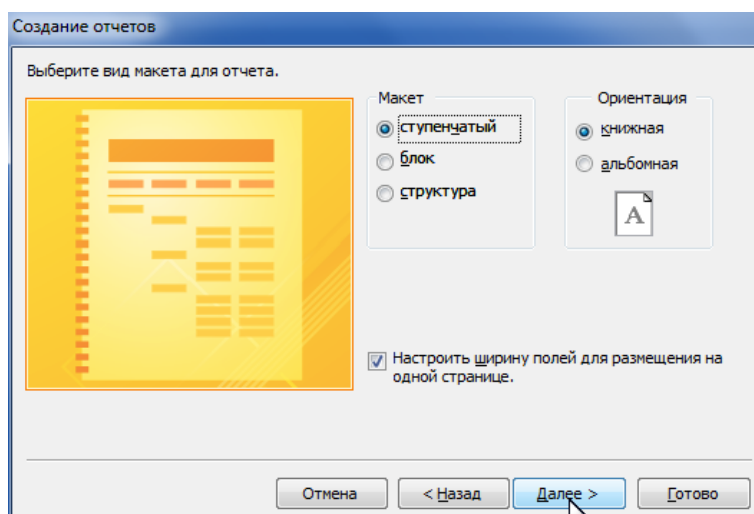 Создание отчетов
Выберите вид макета для отчета.
Макет
ступенчатый
блок
структура
Ориентация
книжная
альбомная
A
Настроить ширину полей для размещения на
одной странице.
Отмена
< Назад
Далее >
Готово